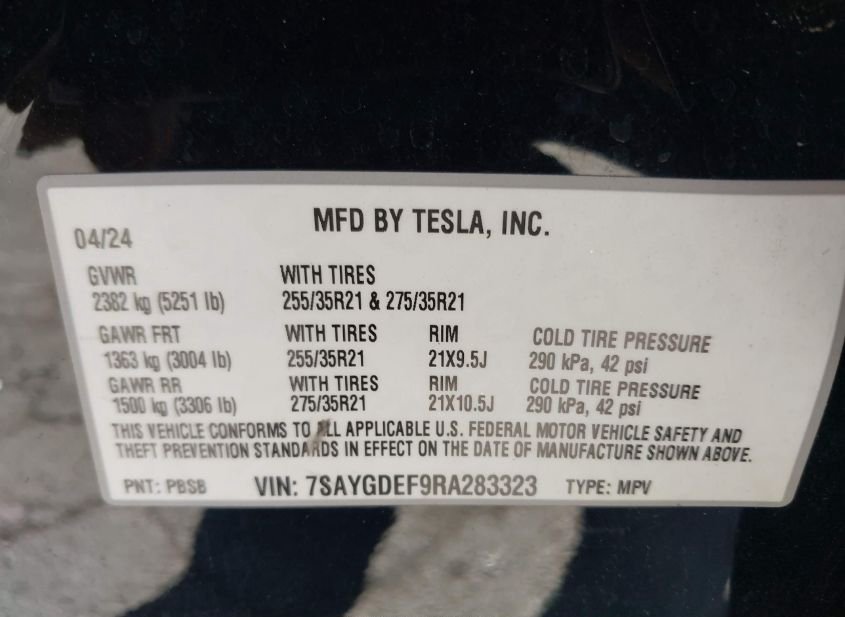 MFD BY TESLA, INC.
04/24
GVWR WITH TIRES
2382 kg (5251 lb) 255/35R21 & 275/35R21
GAWR FRT WITH TIRES RIM COLD TIRE PRESSURE
1363 kg (3004 lb) 255/35R21 21X9.5J 290 kPa, 42 psi
GAWR RR WITH TIRES RIM COLD TIRE PRESSURE
1500 kg (3306 lb) 275/35R21 21X10.5J 290 kPa, 42 psi
THIS VEHICLE CONFORMS TO ALL APPLICABLE U.S. FEDERAL MOTOR VEHICLE SAFETY AND
THEFT PREVENTION STANDARDS IN EFFECT ON THE DATE OF MANUFACTURE SHOWN ABOVE.
PNT: PBSB VIN: 7SAYGDEF9RA283323 TYPE: MPV